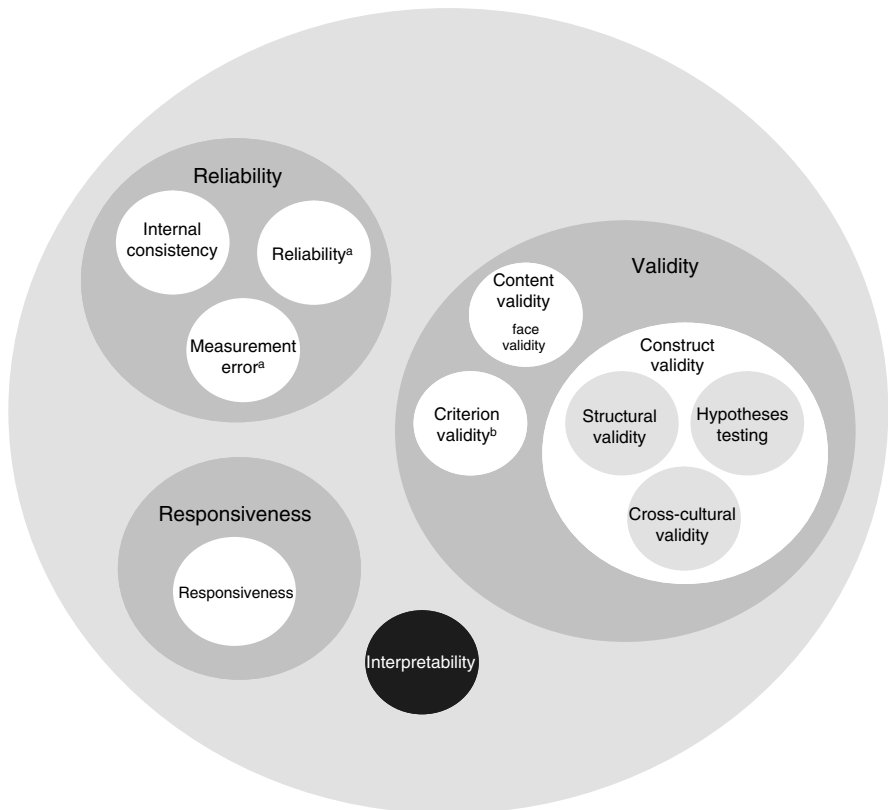 Reliability
Internal
consistency
Reliabilityᵃ
Measurement
errorᵃ
Validity
Content
validity
face
validity
Construct
validity
Criterion
validityᵇ
Structural
validity
Hypotheses
testing
Cross-cultural
validity
Responsiveness
Responsiveness
Interpretability